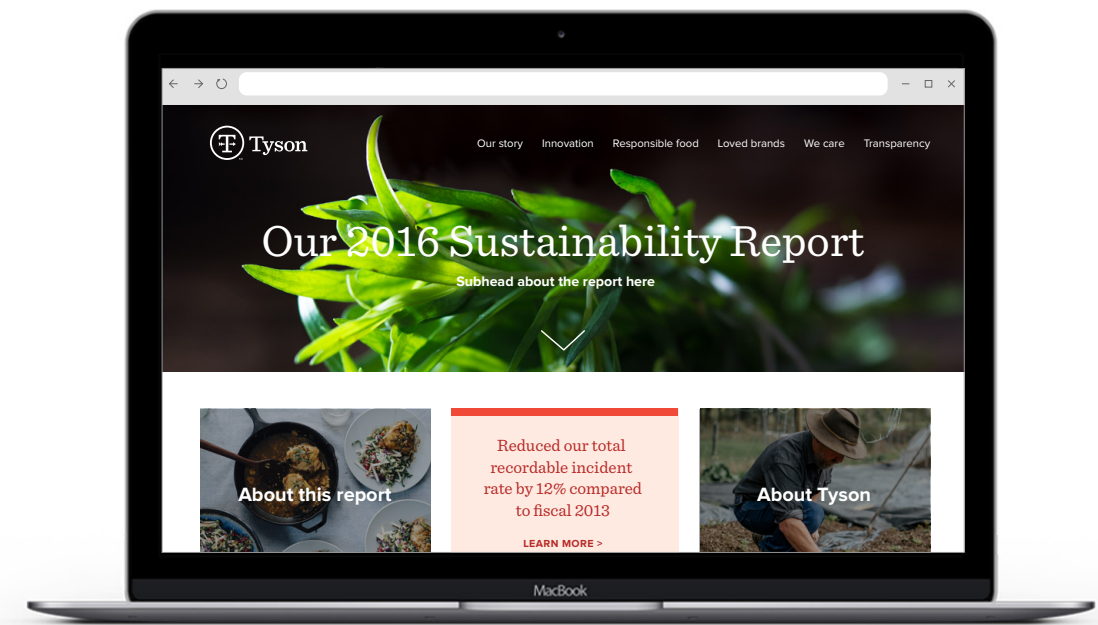 Tyson
Our story Innovation Responsible food Loved brands We care Transparency
Our 2016 Sustainability Report
Subhead about the report here
About this report
Reduced our total
recordable incident
rate by 12% compared
to fiscal 2013
LEARN MORE >
About Tyson
MacBook